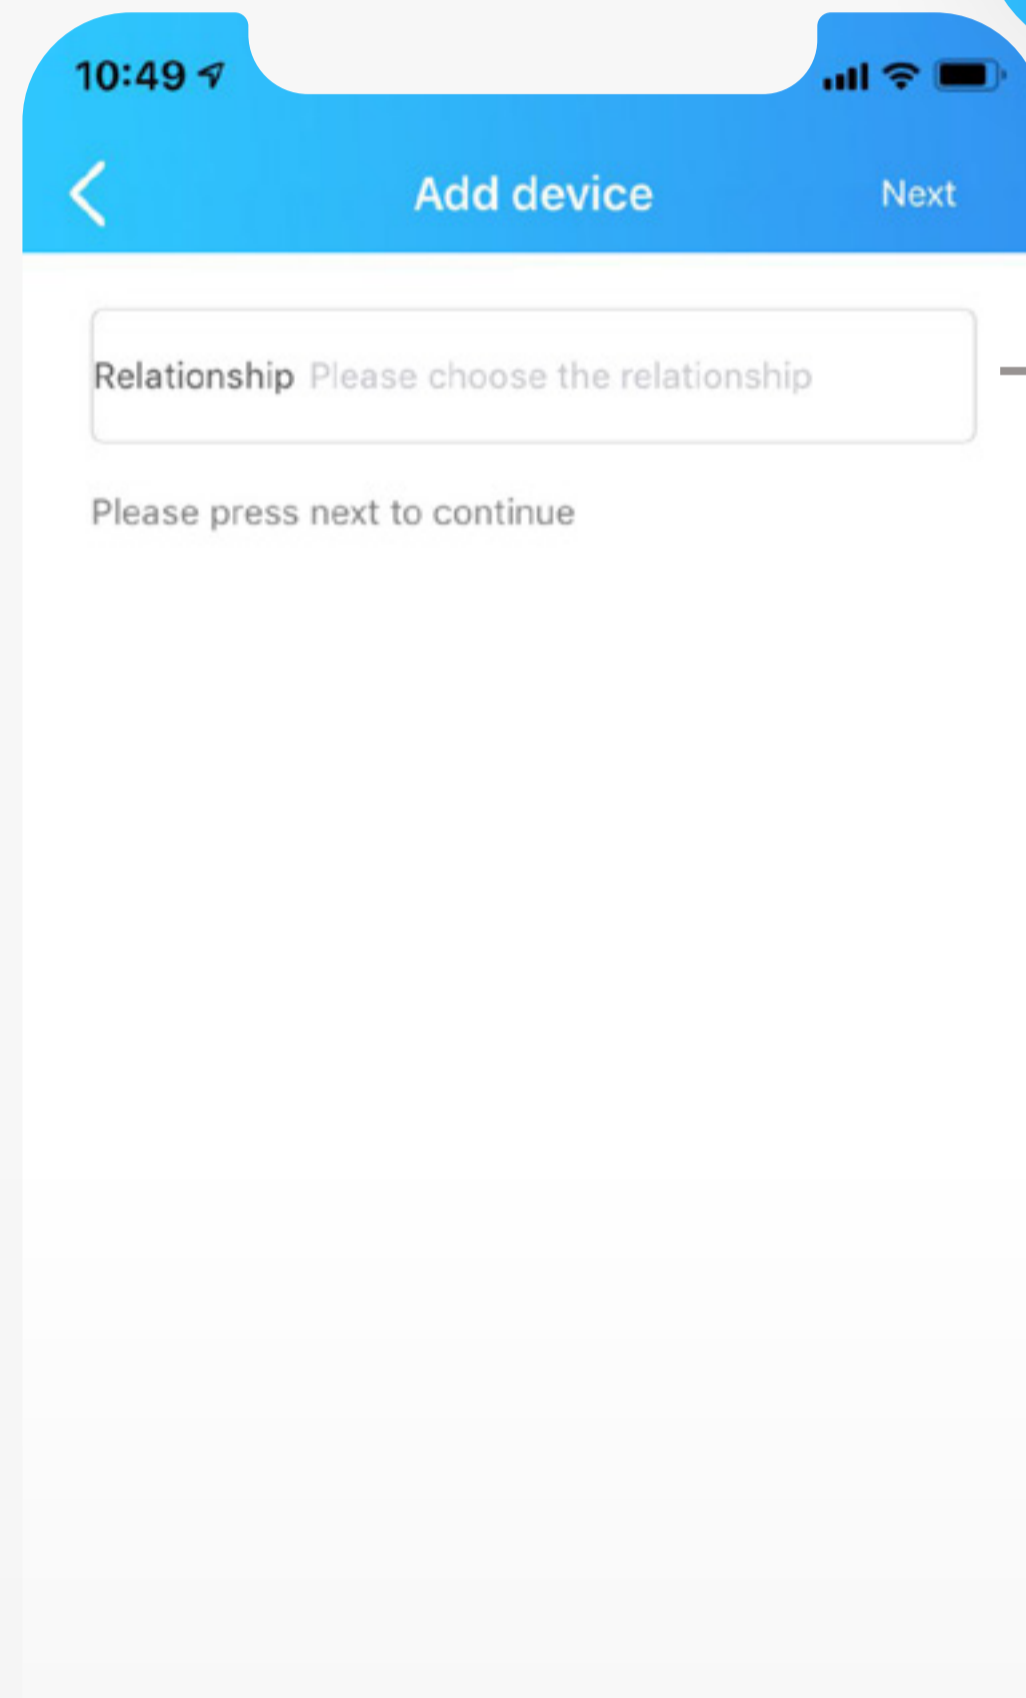 10:49
Add device
Next
Relationship Please choose the relationship
Please press next to continue